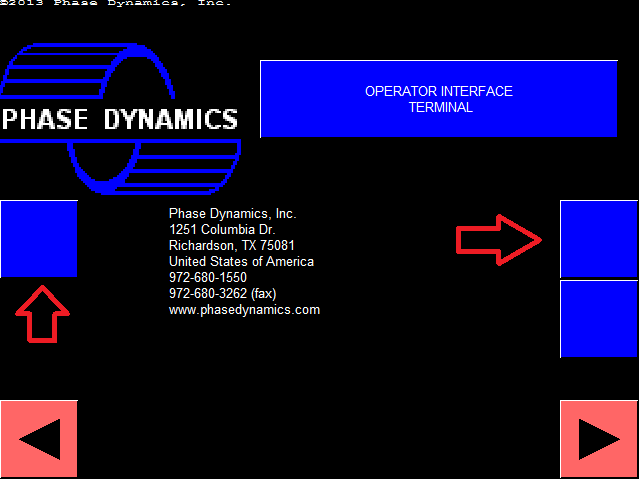 ©2013 Phase Dynamics, Inc.
OPERATOR INTERFACE
TERMINAL
PHASE DYNAMICS
Phase Dynamics, Inc.
1251 Columbia Dr.
Richardson, TX 75081
United States of America
972-680-1550
972-680-3262 (fax)
www.phasedynamics.com